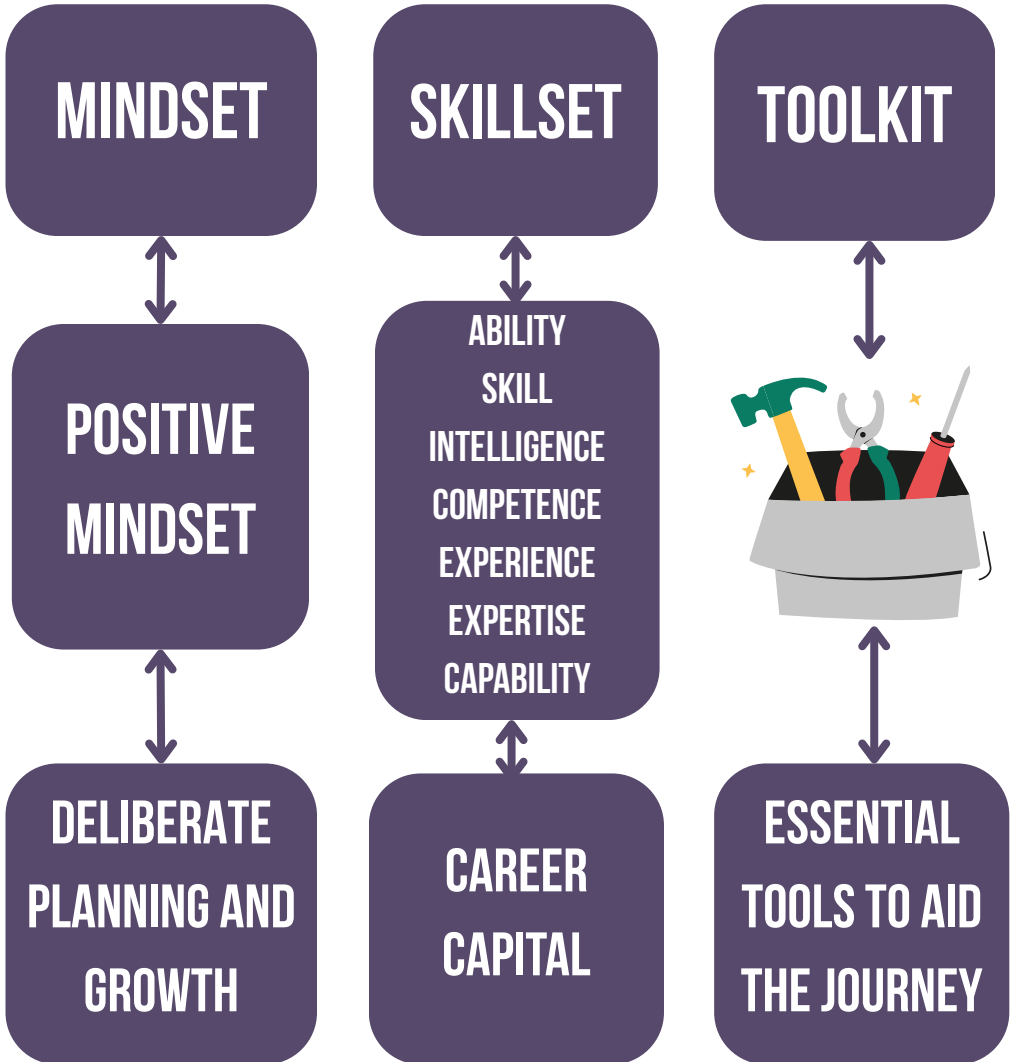 MINDSET
SKILLSET
TOOLKIT
POSITIVE
MINDSET
ABILITY
SKILL
INTELLIGENCE
COMPETENCE
EXPERIENCE
EXPERTISE
CAPABILITY
DELIBERATE
PLANNING AND
GROWTH
CAREER
CAPITAL
ESSENTIAL
TOOLS TO AID
THE JOURNEY